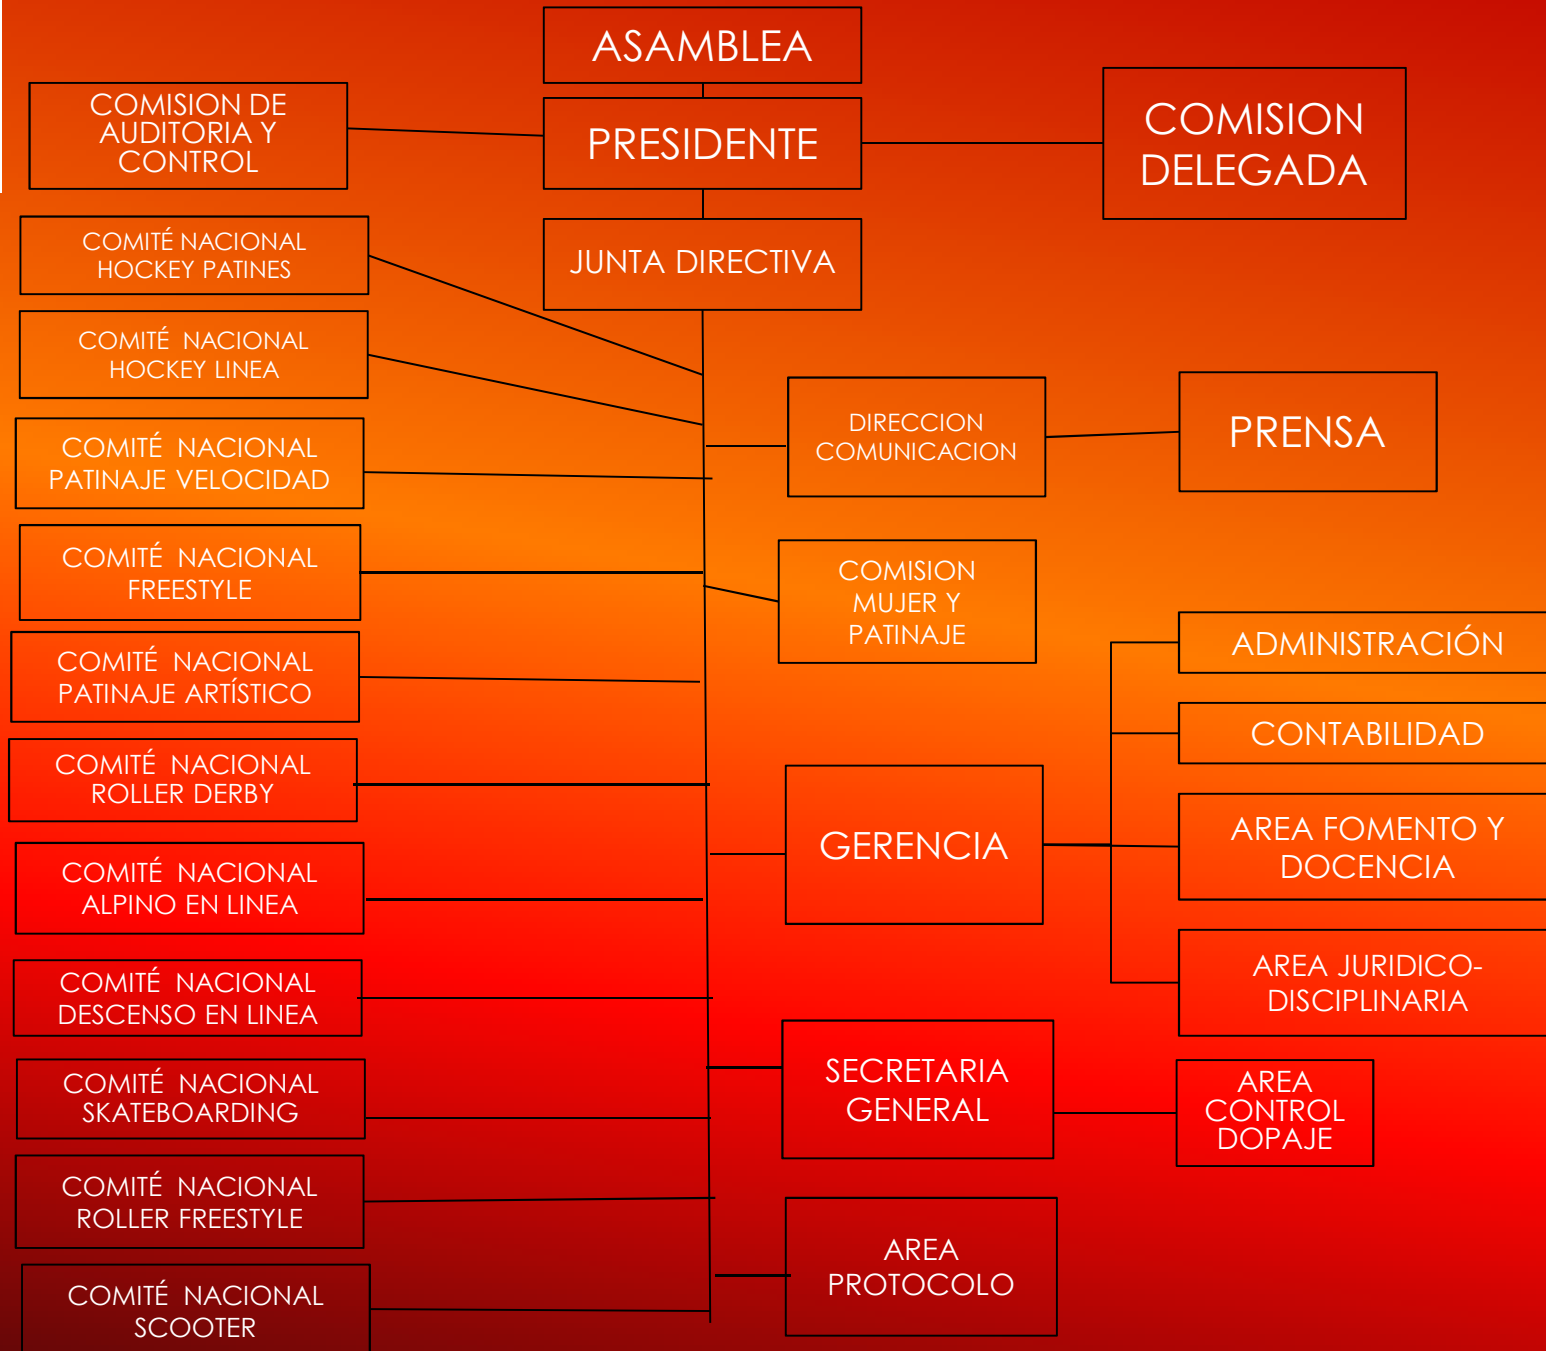 ASAMBLEA
COMISION DE
AUDITORIA Y
CONTROL
PRESIDENTE
COMISION
DELEGADA
JUNTA DIRECTIVA
COMITÉ NACIONAL
HOCKEY PATINES
COMITÉ NACIONAL
HOCKEY LINEA
COMITÉ NACIONAL
PATINAJE VELOCIDAD
COMITÉ NACIONAL
FREESTYLE
COMITÉ NACIONAL
PATINAJE ARTÍSTICO
COMITÉ NACIONAL
ROLLER DERBY
COMITÉ NACIONAL
ALPINO EN LINEA
COMITÉ NACIONAL
DESCENSO EN LINEA
COMITÉ NACIONAL
SKATEBOARDING
COMITÉ NACIONAL
ROLLER FREESTYLE
COMITÉ NACIONAL
SCOOTER
DIRECCION
COMUNICACION
PRENSA
COMISION
MUJER Y
PATINAJE
GERENCIA
ADMINISTRACIÓN
CONTABILIDAD
AREA FOMENTO Y
DOCENCIA
AREA JURIDICO-
DISCIPLINARIA
SECRETARIA
GENERAL
AREA
CONTROL
DOPAJE
AREA
PROTOCOLO